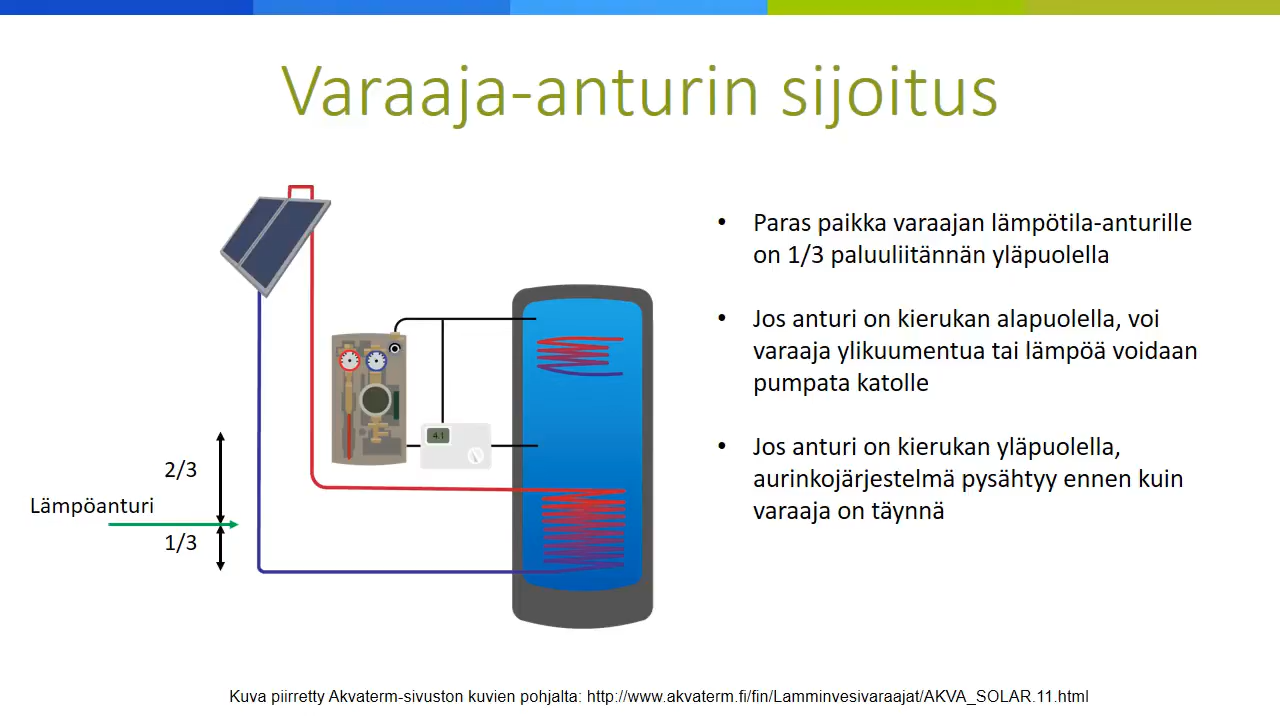 Varaaja-anturin sijoitus
• Paras paikka varaajan lämpötila-anturille
on 1/3 paluuliitännän yläpuolella
• Jos anturi on kierukan alapuolella, voi
varaaja ylikuumentua tai lämpöä voidaan
pumpata katolle
• Jos anturi on kierukan yläpuolella,
aurinkojärjestelmä pysähtyy ennen kuin
varaaja on täynnä
4.1
2/3
Lämpöanturi
1/3
Kuva piirretty Akvaterm-sivuston kuvien pohjalta: http://www.akvaterm.fi/fin/Lamminvesivaraajat/AKVA_SOLAR.11.html